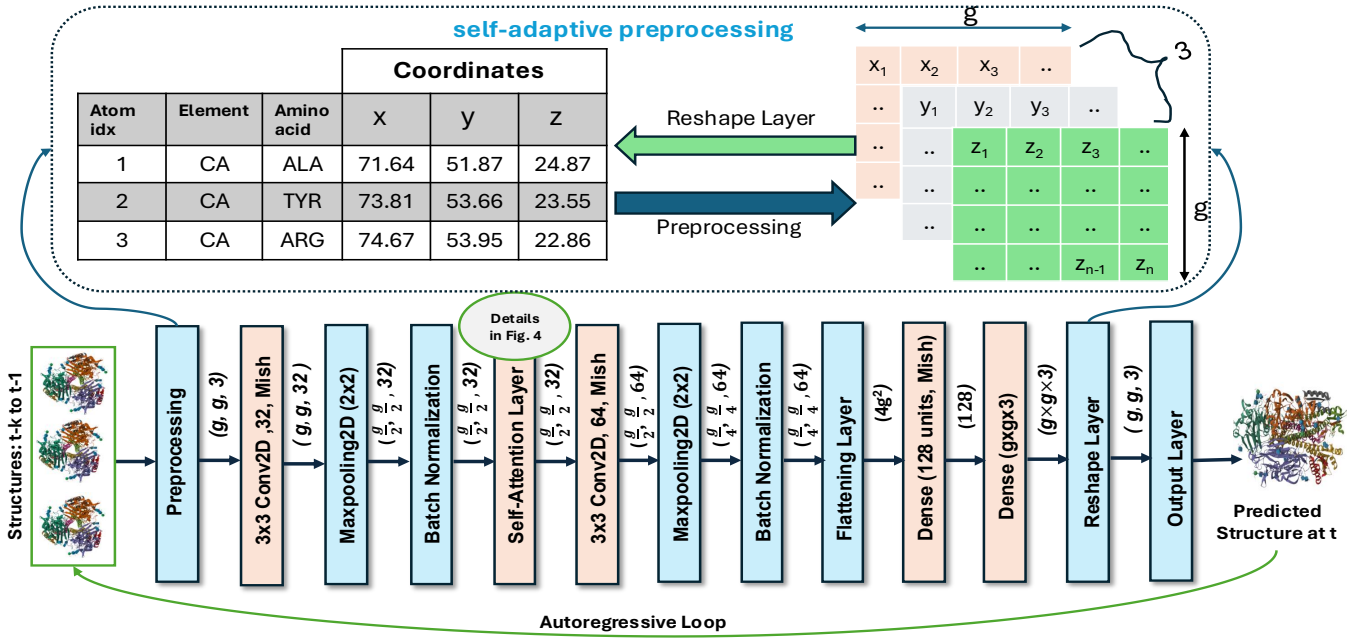 self-adaptive preprocessing
Coordinates
Atom idx Element Amino acid x y z
1 CA ALA 71.64 51.87 24.87
2 CA TYR 73.81 53.66 23.55
3 CA ARG 74.67 53.95 22.86
Reshape Layer
Preprocessing
g
3
x₁ x₂ x₃ ..
.. y₁ y₂ y₃ ..
.. .. z₁ z₂ z₃ ..
.. .. .. .. .. ..
.. .. .. .. ..
.. .. zₙ₋₁ zₙ
g
Details
in Fig. 4
Structures: t-k to t-1
Preprocessing
(g, g, 3)
3x3 Conv2D ,32, Mish
( g, g, 32)
Maxpooling2D (2x2)
(g/2, g/2, 32)
Batch Normalization
(g/2, g/2, 32)
Self-Attention Layer
(g/2, g/2, 32)
3x3 Conv2D, 64, Mish
(g/2, g/2, 64)
Maxpooling2D (2x2)
(g/4, g/4, 64)
Batch Normalization
(g/4, g/4, 64)
Flattening Layer
(4g²)
Dense (128 units, Mish)
(128)
Dense (gxgx3)
(g×g×3)
Reshape Layer
( g, g, 3)
Output Layer
Predicted
Structure at t
Autoregressive Loop